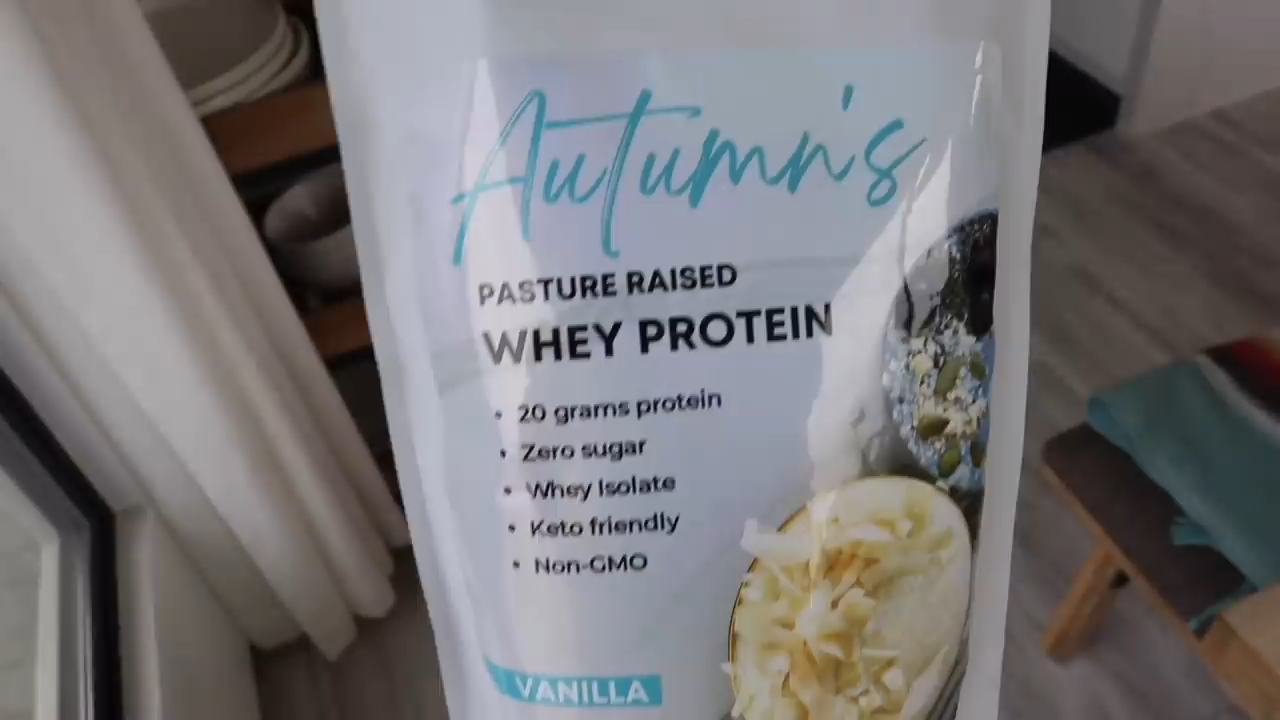 Autumn's
PASTURE RAISED
WHEY PROTEIN
• 20 grams protein
• Zero sugar
• Whey Isolate
• Keto friendly
• Non-GMO
VANILLA